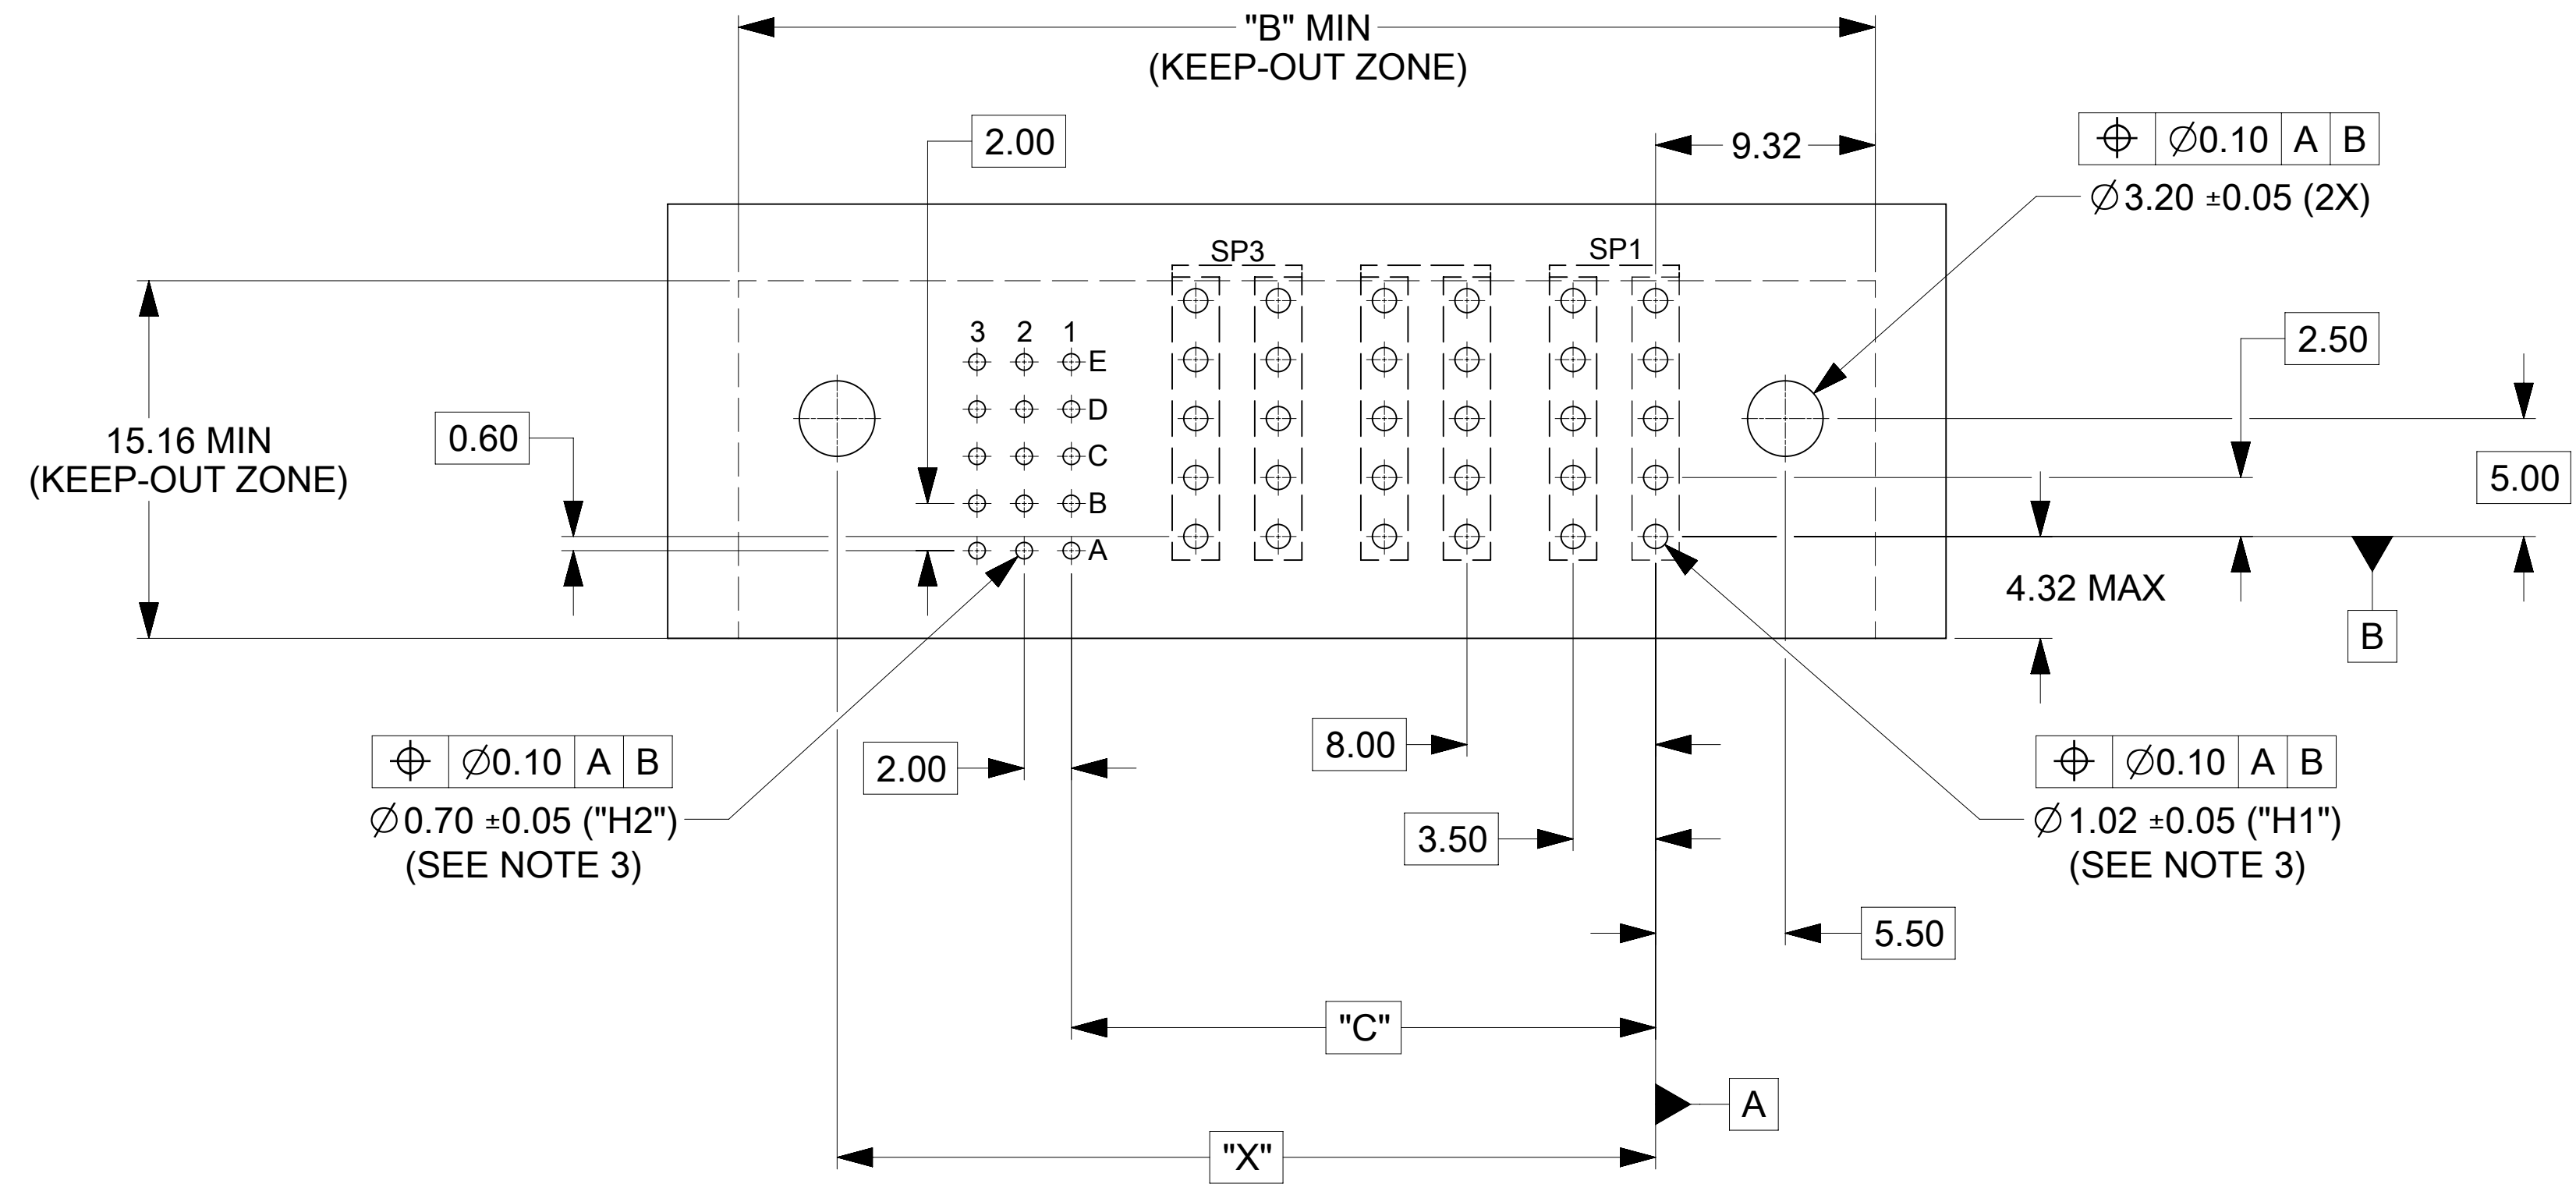 "B" MIN
(KEEP-OUT ZONE)
2.00
9.32
⌖ ∅0.10 A B
∅3.20 ±0.05 (2X)
SP3
SP1
3 2 1
E
D
C
B
A
2.50
15.16 MIN
(KEEP-OUT ZONE)
0.60
5.00
4.32 MAX
B
⌖ ∅0.10 A B
∅0.70 ±0.05 ("H2")
(SEE NOTE 3)
2.00
8.00
3.50
⌖ ∅0.10 A B
∅1.02 ±0.05 ("H1")
(SEE NOTE 3)
5.50
"C"
A
"X"